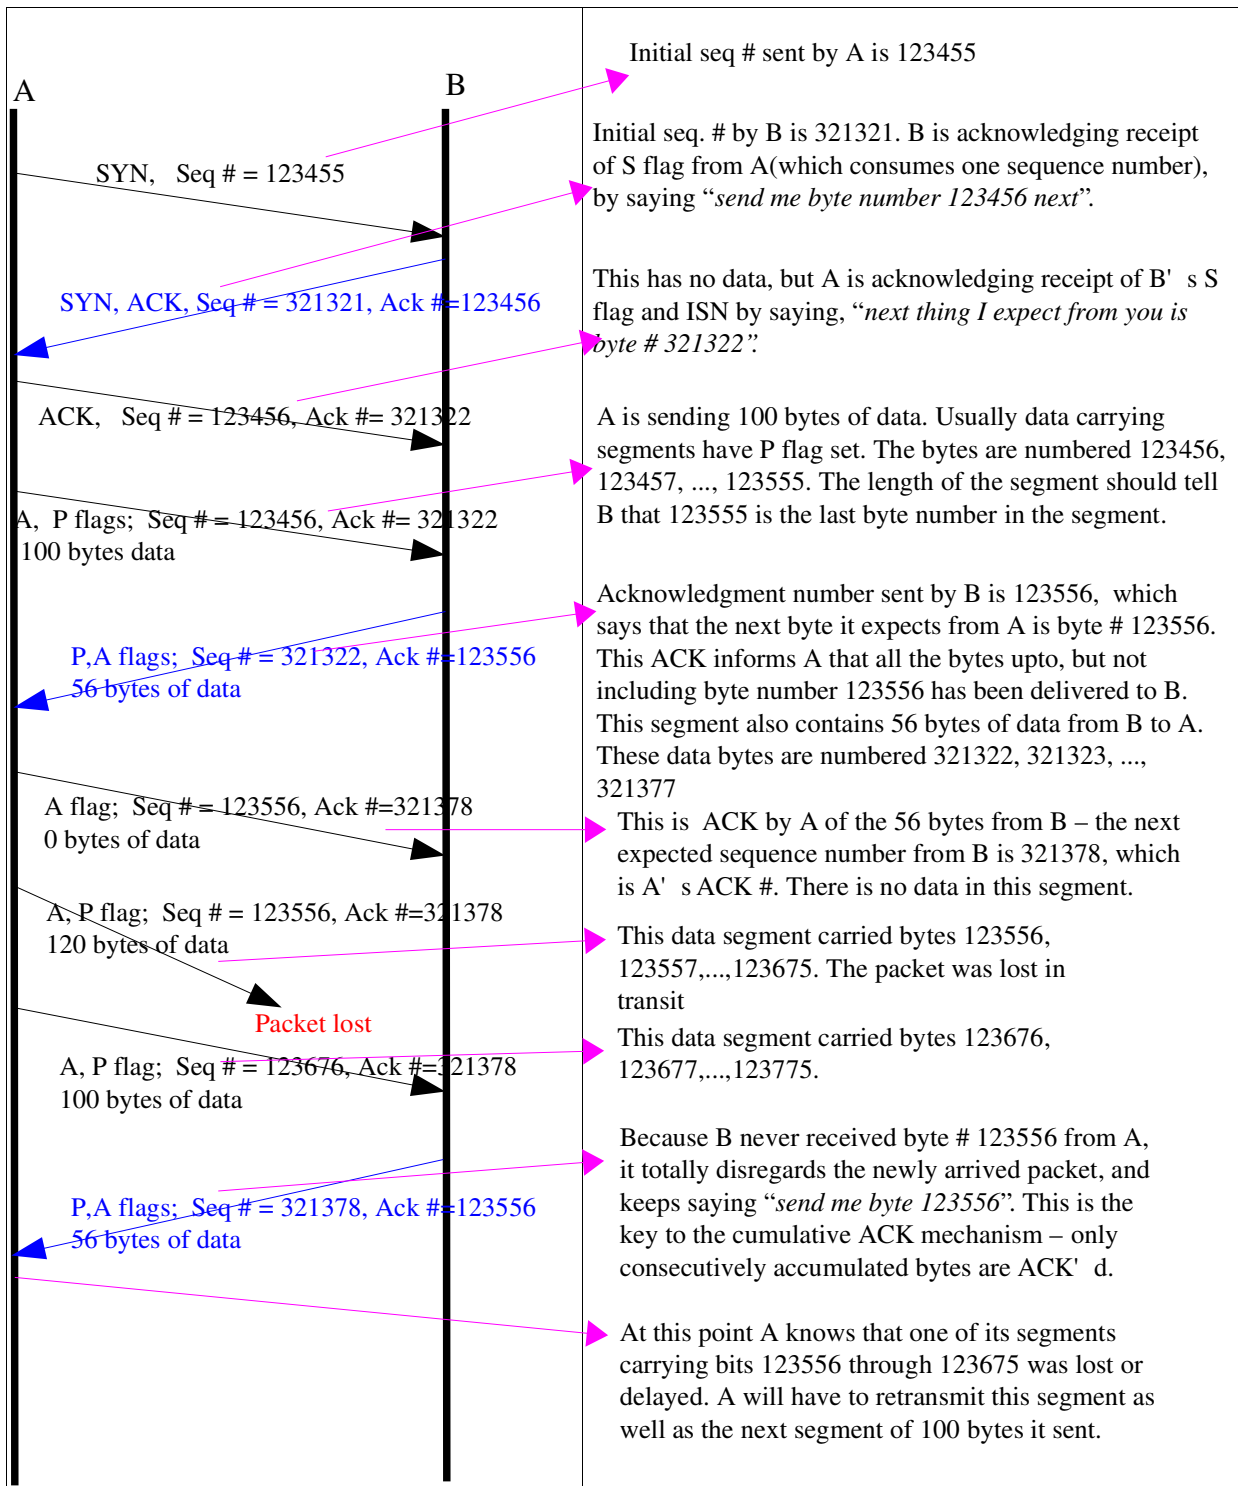 A
B
SYN,   Seq # = 123455
SYN, ACK, Seq # = 321321, Ack #=123456
ACK,   Seq # = 123456, Ack #= 321322
A,  P flags;  Seq # = 123456, Ack #= 321322
100 bytes data
P,A flags;  Seq # = 321322, Ack #=123556
56 bytes of data
A flag;  Seq # = 123556, Ack #=321378
0 bytes of data
A, P flag;  Seq # = 123556, Ack #=321378
120 bytes of data
Packet lost
A, P flag;  Seq # = 123676, Ack #=321378
100 bytes of data
P,A flags;  Seq # = 321378, Ack #=123556
56 bytes of data
Initial seq # sent by A is 123455
Initial seq. # by B is 321321. B is acknowledging receipt
of S flag from A(which consumes one sequence number),
by saying “send me byte number 123456 next”.
This has no data, but A is acknowledging receipt of B' s S
flag and ISN by saying, “next thing I expect from you is
byte # 321322”.
A is sending 100 bytes of data. Usually data carrying
segments have P flag set. The bytes are numbered 123456,
123457, ..., 123555. The length of the segment should tell
B that 123555 is the last byte number in the segment.
Acknowledgment number sent by B is 123556,  which
says that the next byte it expects from A is byte # 123556.
This ACK informs A that all the bytes upto, but not
including byte number 123556 has been delivered to B.
This segment also contains 56 bytes of data from B to A.
These data bytes are numbered 321322, 321323, ...,
321377
This is  ACK by A of the 56 bytes from B – the next
expected sequence number from B is 321378, which
is A' s ACK #. There is no data in this segment.
This data segment carried bytes 123556,
123557,...,123675. The packet was lost in
transit
This data segment carried bytes 123676,
123677,...,123775.
Because B never received byte # 123556 from A,
it totally disregards the newly arrived packet, and
keeps saying “send me byte 123556”. This is the
key to the cumulative ACK mechanism – only
consecutively accumulated bytes are ACK' d.
At this point A knows that one of its segments
carrying bits 123556 through 123675 was lost or
delayed. A will have to retransmit this segment as
well as the next segment of 100 bytes it sent.